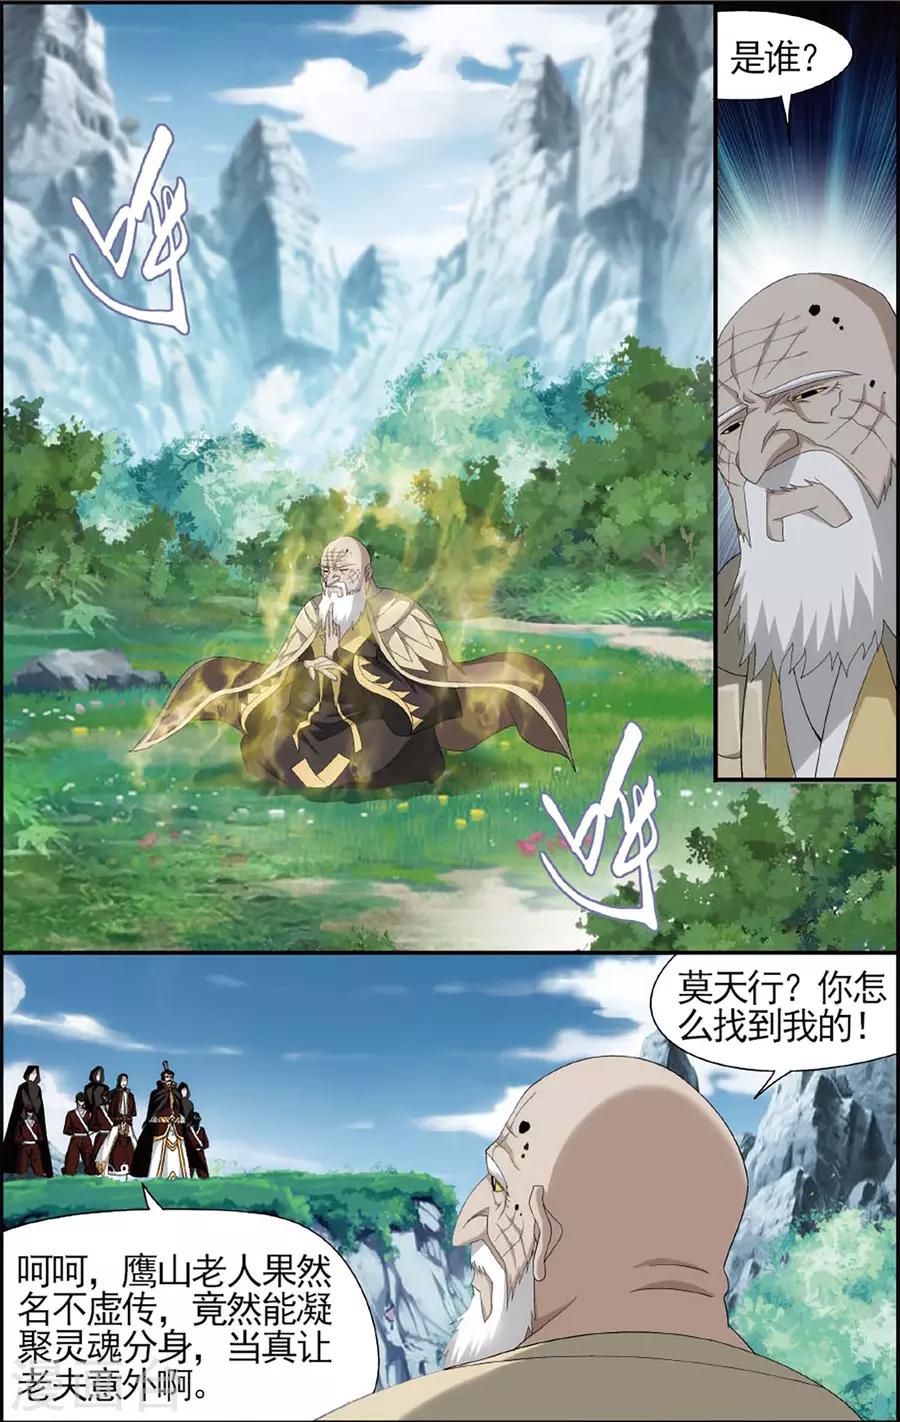 哗
哗
是谁？
莫天行？你怎
么找到我的！
呵呵，鹰山老人果然
名不虚传，竟然能凝
聚灵魂分身，当真让
老夫意外啊。